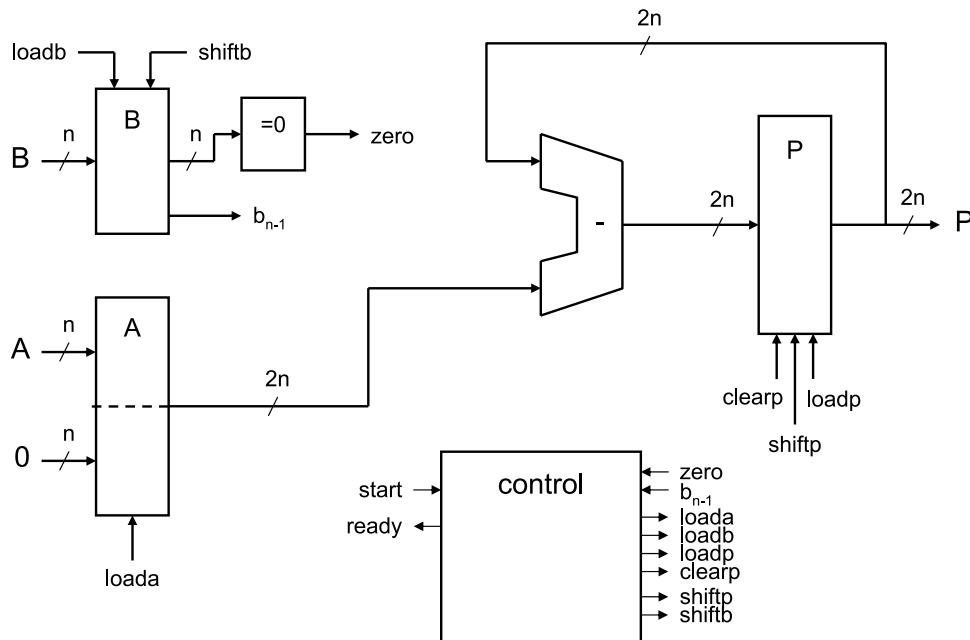 2n
loadb
shiftb
B
n
n
=0
zero
B
P
-
2n
2n
P
b n-1
n
A
A
2n
0
n
clearp
loadp
shiftp
loada
control
start
ready
zero
b n-1
loada
loadb
loadp
clearp
shiftp
shiftb